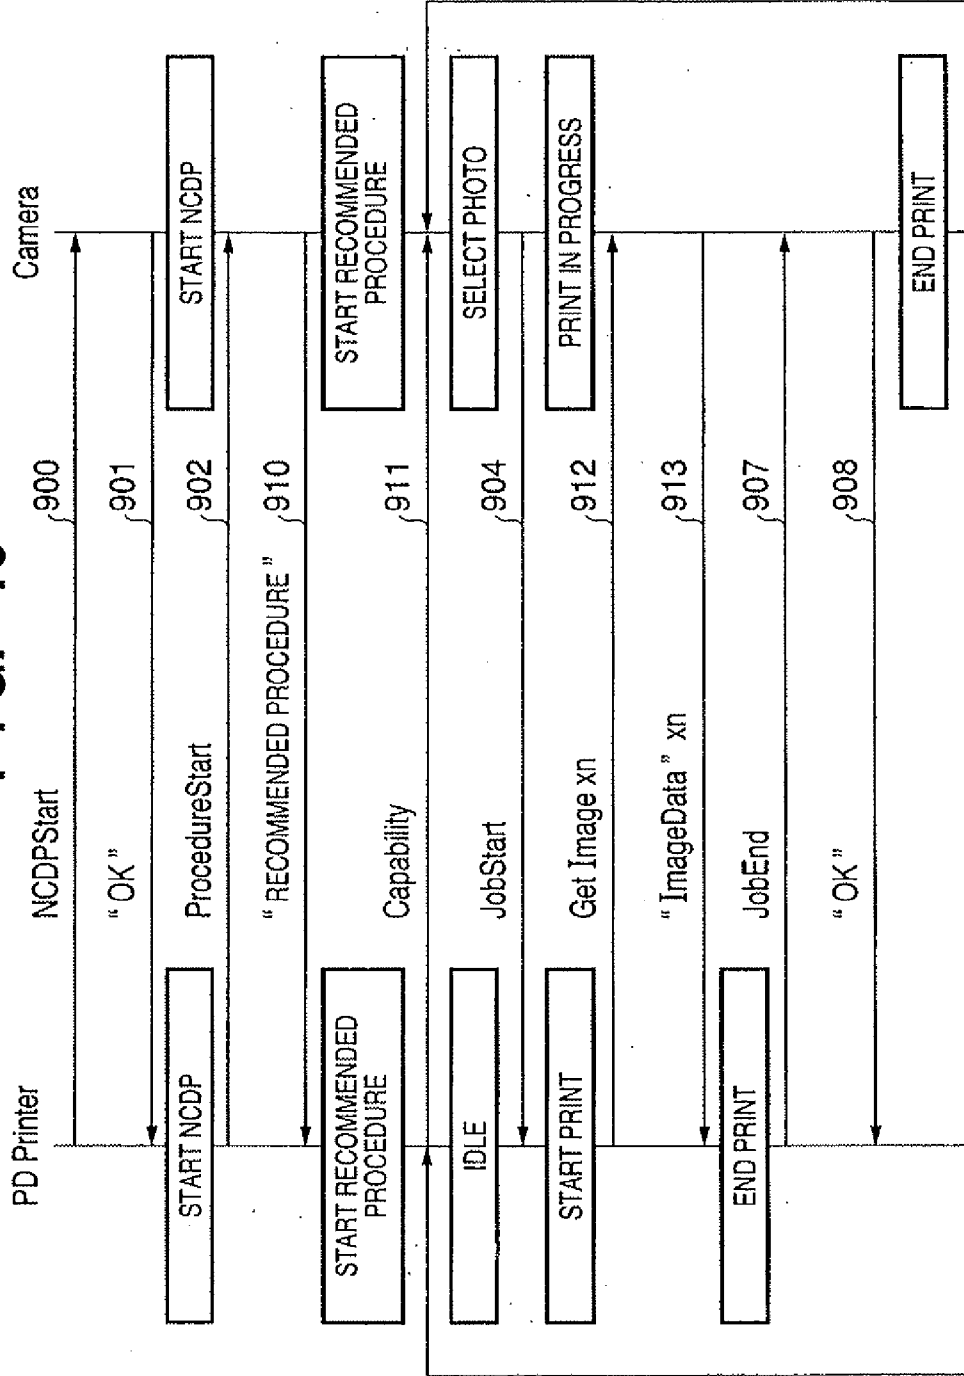 PD Printer
Camera
NCDPStart
900
“ OK ”
901
START NCDP
START NCDP
ProcedureStart
902
“ RECOMMENDED PROCEDURE ”
910
START RECOMMENDED
PROCEDURE
START RECOMMENDED
PROCEDURE
Capability
911
IDLE
SELECT PHOTO
JobStart
904
START PRINT
PRINT IN PROGRESS
Get Image xn
912
“ ImageData ” xn
913
END PRINT
JobEnd
907
“ OK ”
908
END PRINT